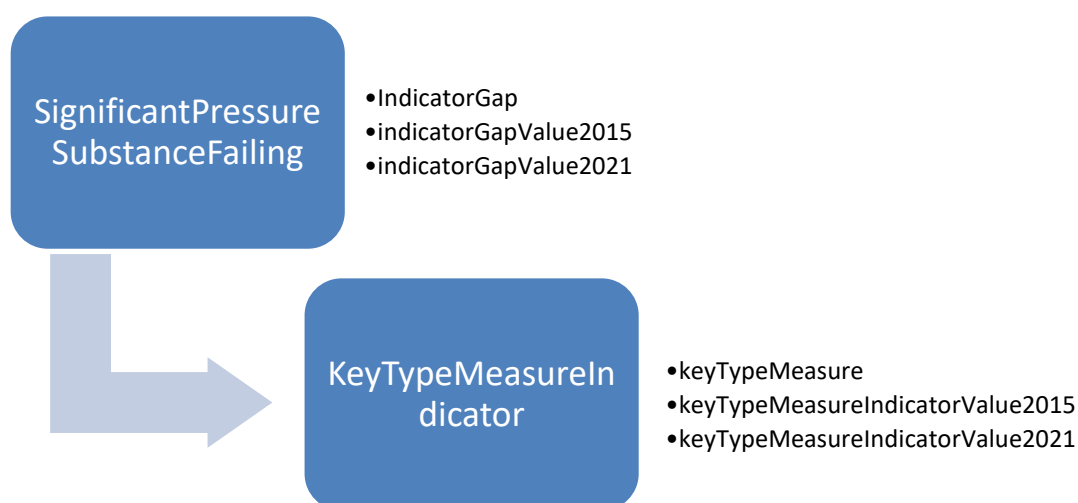 SignificantPressure
SubstanceFailing
•IndicatorGap
•indicatorGapValue2015
•indicatorGapValue2021
KeyTypeMeasureIn
dicator
•keyTypeMeasure
•keyTypeMeasureIndicatorValue2015
•keyTypeMeasureIndicatorValue2021